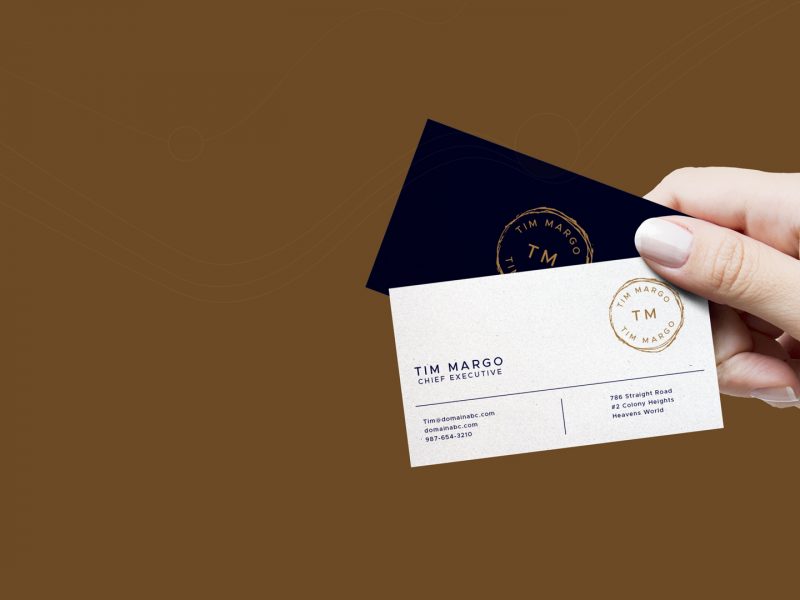 TIM MARGO
TM
TIM MARGO
TM
TIM MARGO
TIM MARGO
CHIEF EXECUTIVE
Tim@domainabc.com
domainabc.com
987-654-3210
786 Straight Road
#2 Colony Heights
Heavens World